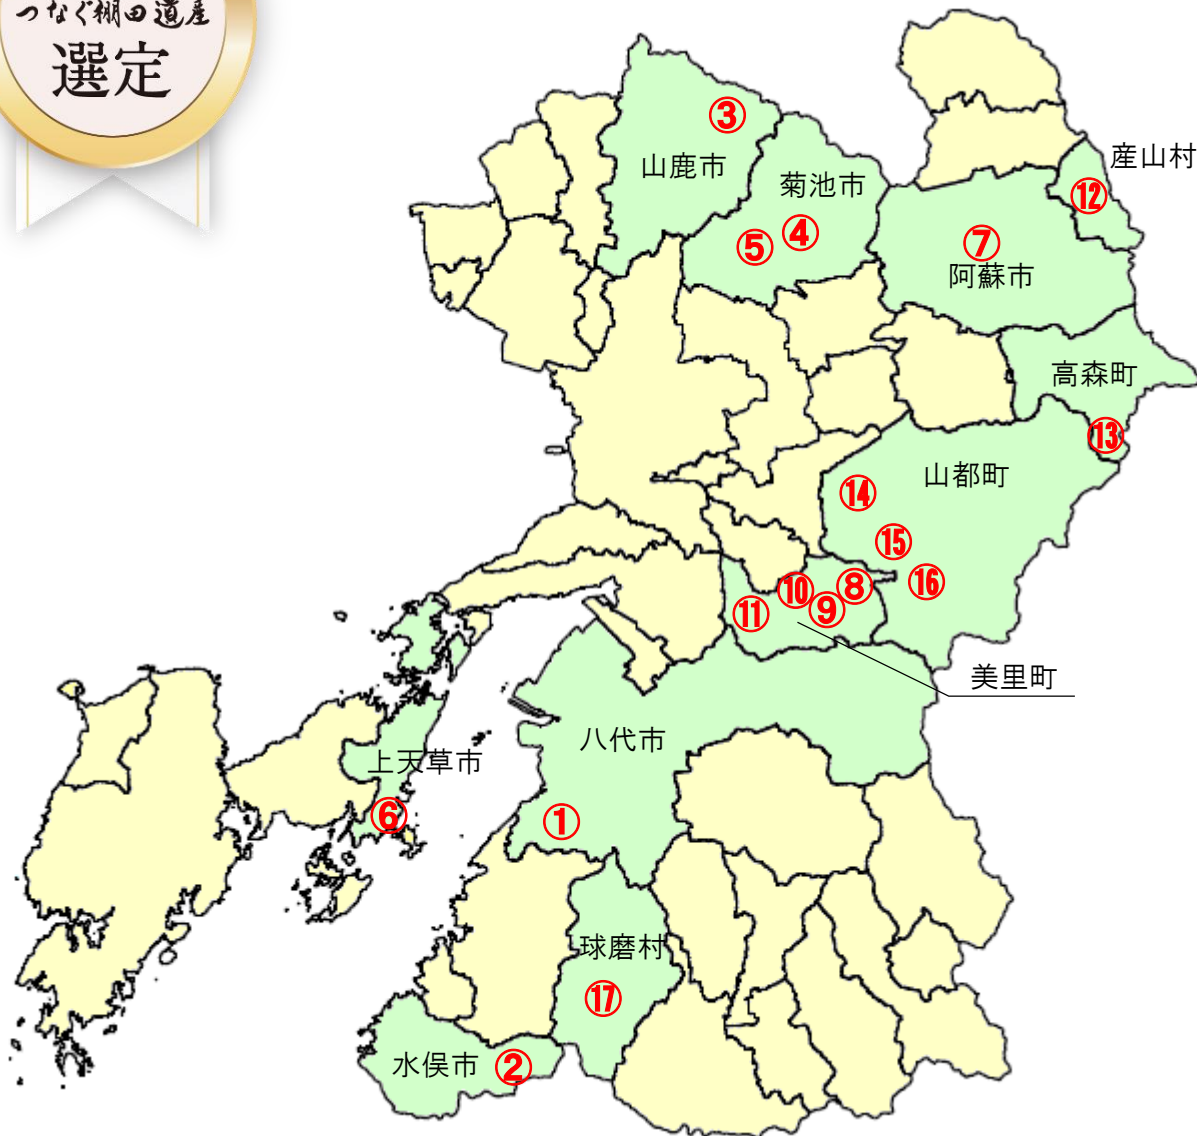 つなぐ棚田遺産
選定
③
山鹿市
産山村
菊池市
⑫
④
⑤
⑦
阿蘇市
高森町
⑬
山都町
⑭
⑮
⑯
⑧
⑩
⑨
⑪
美里町
八代市
上天草市
⑥
①
球磨村
⑰
水俣市
②